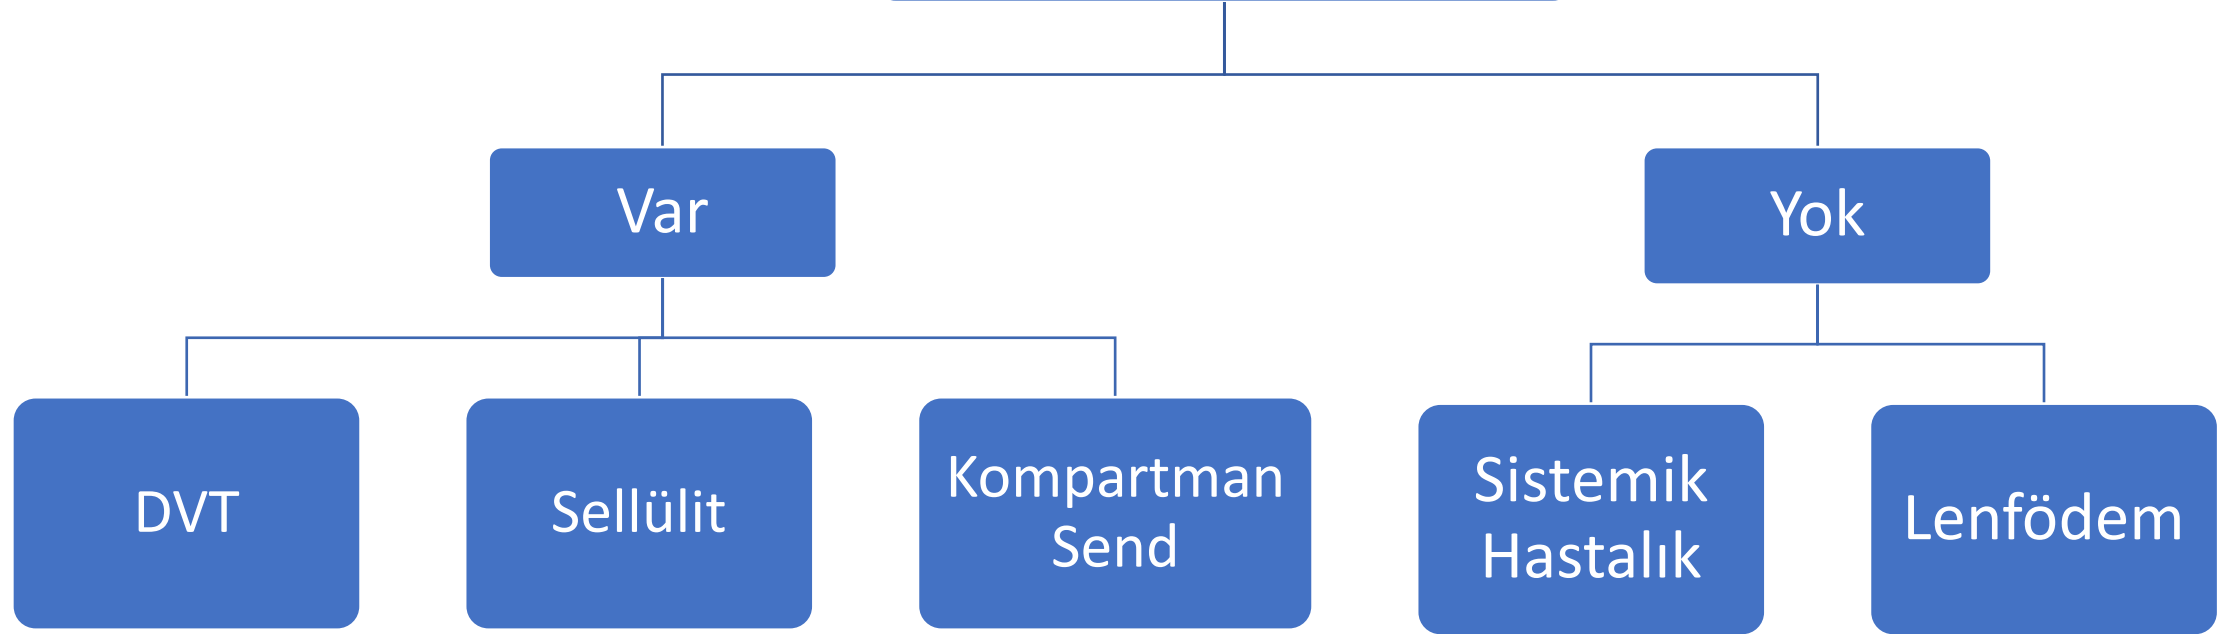 Var
Yok
DVT
Sellülit
Kompartman
Send
Sistemik
Hastalık
Lenfödem